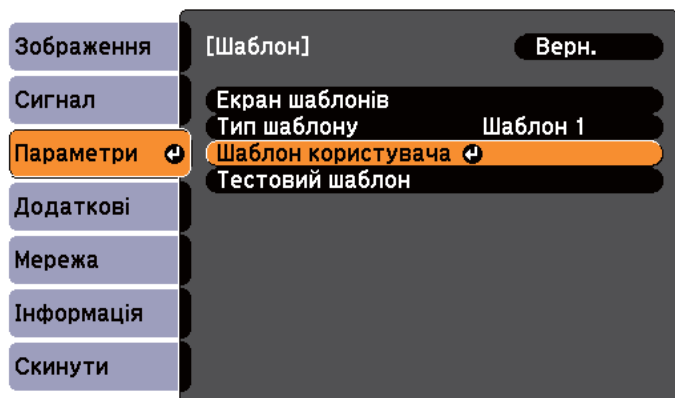 Зображення
Сигнал
Параметри
Додаткові
Мережа
Інформація
Скинути
[Шаблон] Верн.
Екран шаблонів
Тип шаблону Шаблон 1
Шаблон користувача
Тестовий шаблон